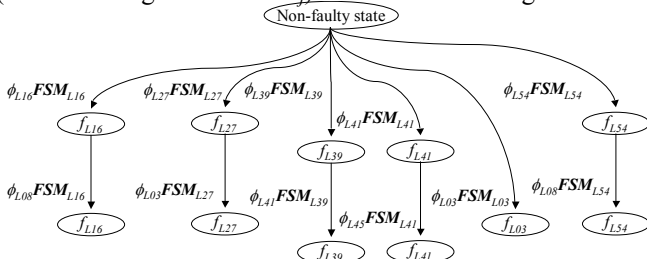 Non-faulty state
ϕL16FSML16 ϕL27FSML27 ϕL39FSML39 ϕL54FSML54
ϕL41FSML41
fL16 fL27 fL54
fL39 fL41
ϕL08FSML16 ϕL03FSML27 ϕL41FSML39 ϕL03FSML03 ϕL08FSML54
ϕL45FSML41
fL16 fL27 fL03 fL54
fL39 fL41